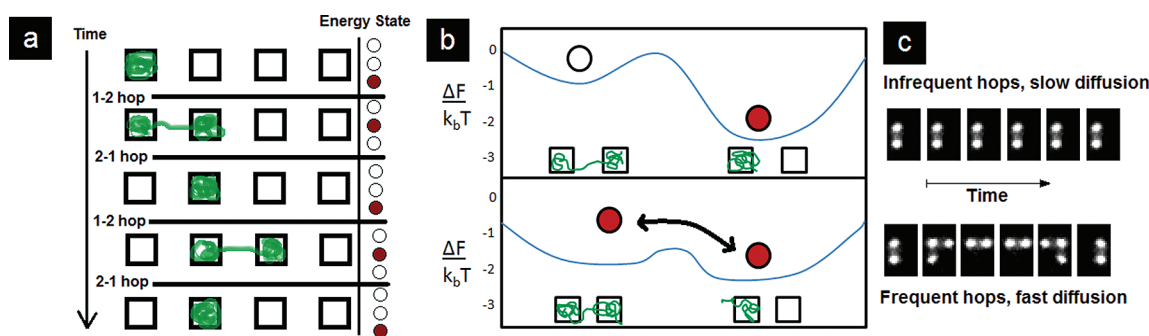 a
Time
Energy State
1-2 hop
2-1 hop
1-2 hop
2-1 hop
b
0
-1
-2
-3
ΔF
k_bT
0
-1
-2
-3
ΔF
k_bT
c
Infrequent hops, slow diffusion
Time
Frequent hops, fast diffusion